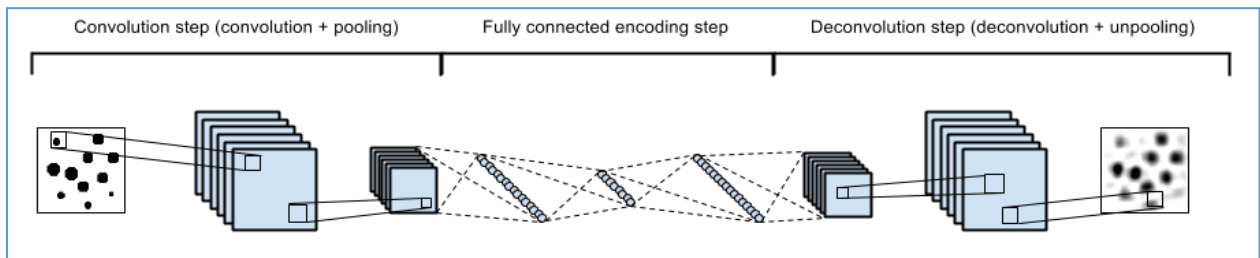 Convolution step (convolution + pooling)
Fully connected encoding step
Deconvolution step (deconvolution + unpooling)